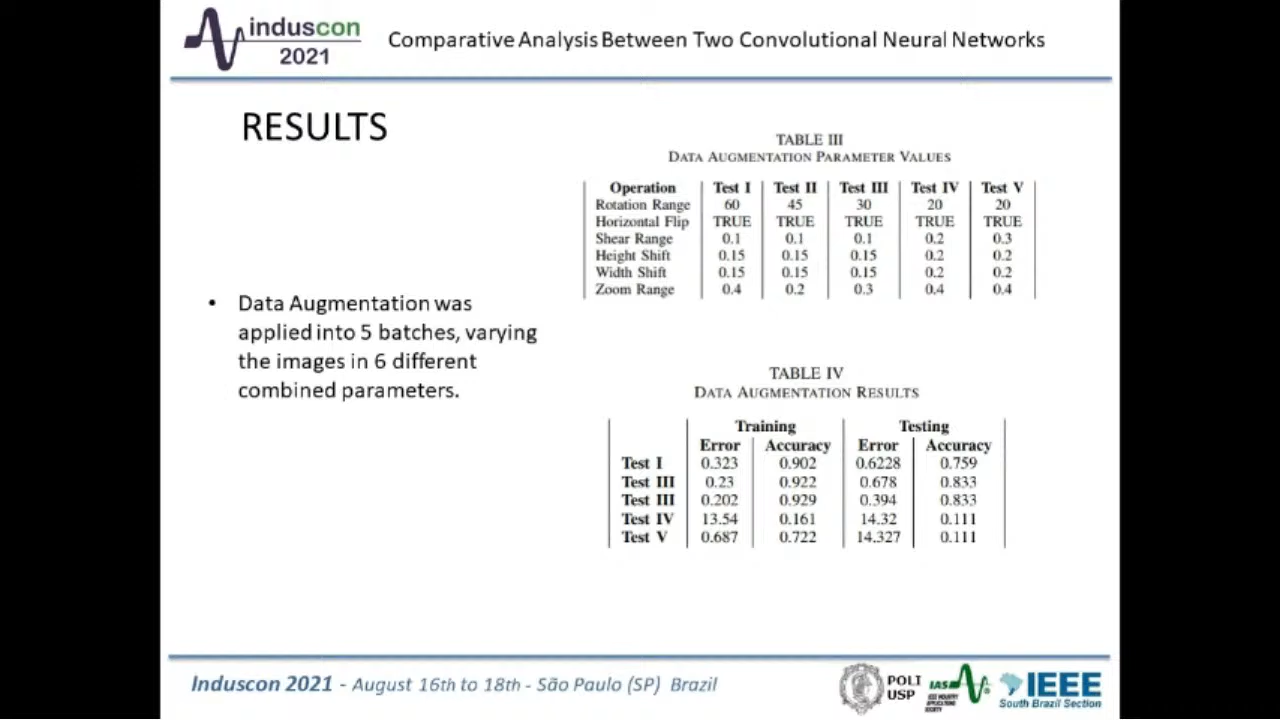 induscon
2021
Comparative Analysis Between Two Convolutional Neural Networks
RESULTS
• Data Augmentation was
applied into 5 batches, varying
the images in 6 different
combined parameters.
TABLE III
DATA AUGMENTATION PARAMETER VALUES
Operation Test I Test II Test III Test IV Test V
Rotation Range 60 45 30 20 20
Horizontal Flip TRUE TRUE TRUE TRUE TRUE
Shear Range 0.1 0.1 0.1 0.2 0.3
Height Shift 0.15 0.15 0.15 0.2 0.2
Width Shift 0.15 0.15 0.15 0.2 0.2
Zoom Range 0.4 0.2 0.3 0.4 0.4
TABLE IV
DATA AUGMENTATION RESULTS
Training Testing
Error Accuracy Error Accuracy
Test I 0.323 0.902 0.6228 0.759
Test III 0.23 0.922 0.678 0.833
Test III 0.202 0.929 0.394 0.833
Test IV 13.54 0.161 14.32 0.111
Test V 0.687 0.722 14.327 0.111
Induscon 2021 - August 16th to 18th - São Paulo (SP) Brazil
POLI
USP
IAS
IEEE INDUSTRY
APPLICATIONS
SOCIETY
IEEE
South Brazil Section